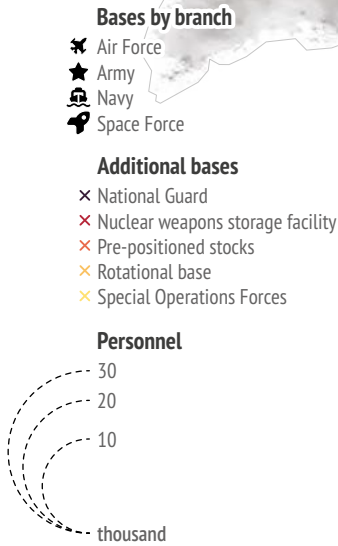 Bases by branch
Air Force
Army
Navy
Space Force
Additional bases
National Guard
Nuclear weapons storage facility
Pre-positioned stocks
Rotational base
Special Operations Forces
Personnel
30
20
10
thousand